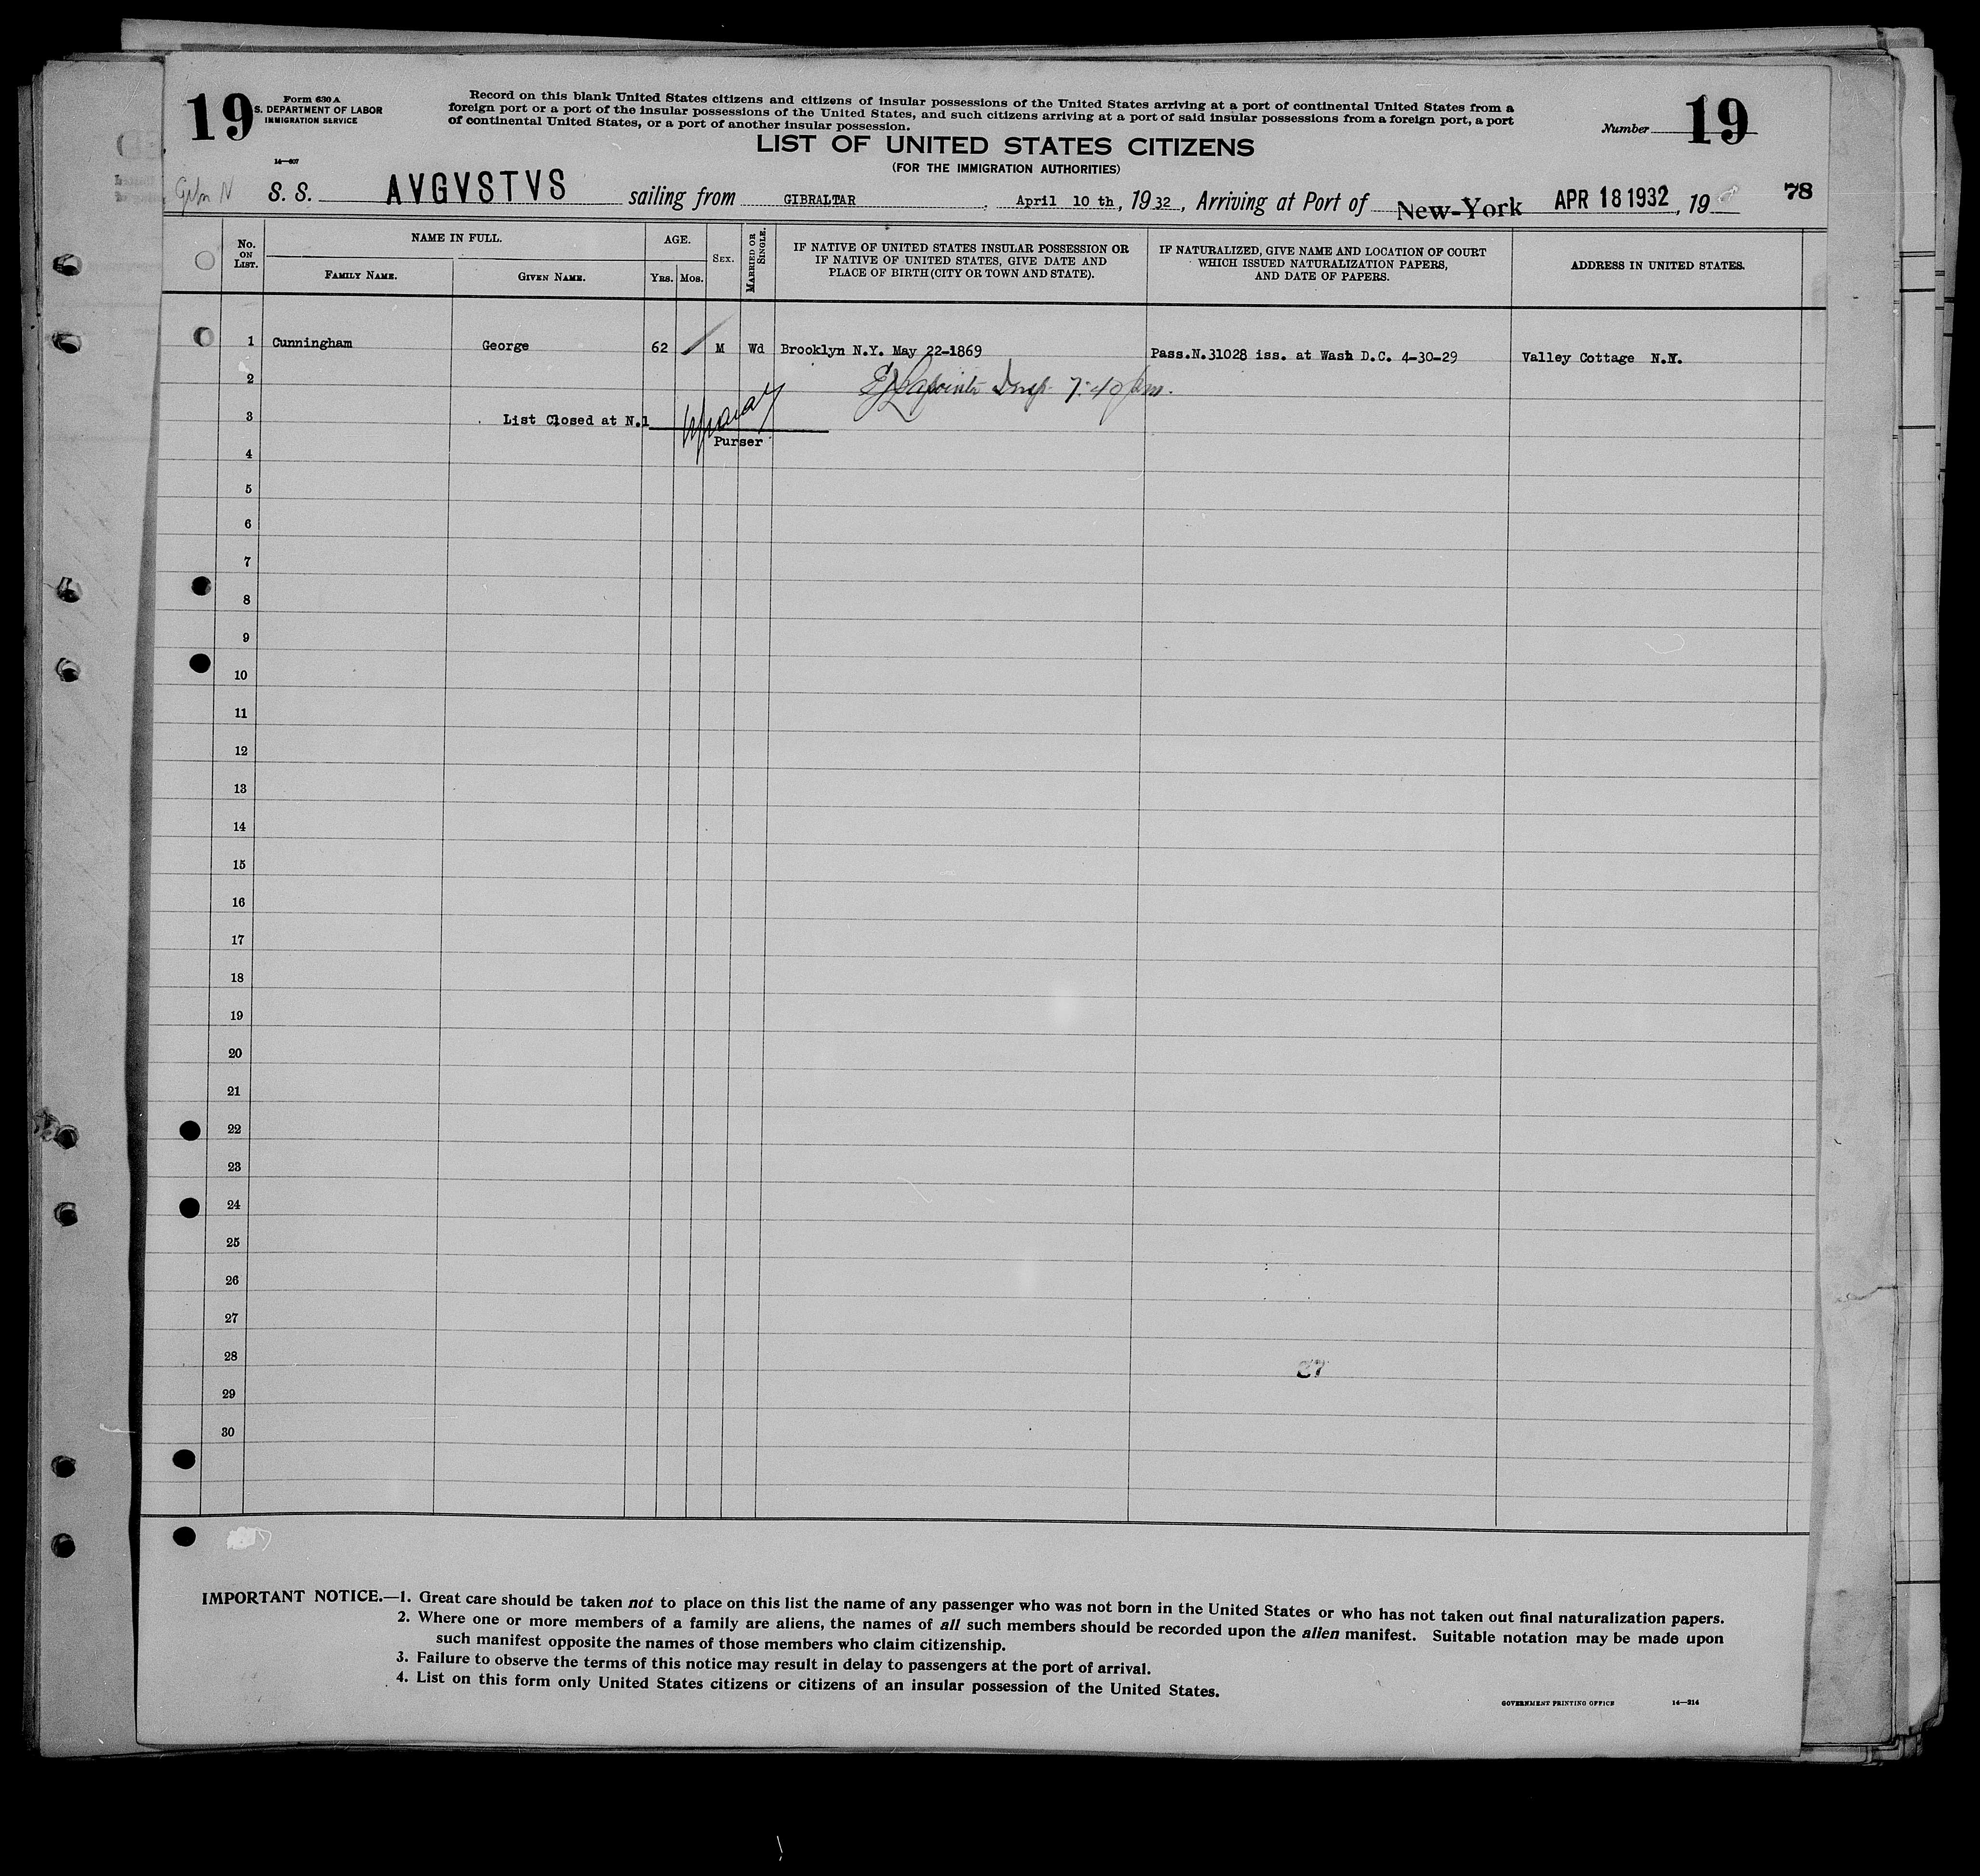 19
Form 630 A
S. DEPARTMENT OF LABOR
IMMIGRATION SERVICE
14—607
Record on this blank United States citizens and citizens of insular possessions of the United States arriving at a port of continental United States from a
foreign port or a port of the insular possessions of the United States, and such citizens arriving at a port of said insular possessions from a foreign port, a port
of continental United States, or a port of another insular possession.
Number 19
LIST OF UNITED STATES CITIZENS
(FOR THE IMMIGRATION AUTHORITIES)
S. S. AVGVSTVS sailing from GIBRALTAR, April 10 th, 1932, Arriving at Port of New-York APR 18 1932, 19
78
No. ON LIST.
NAME IN FULL.
FAMILY NAME.
GIVEN NAME.
AGE.
YRS.
MOS.
SEX.
MARRIED OR SINGLE.
IF NATIVE OF UNITED STATES INSULAR POSSESSION OR
IF NATIVE OF UNITED STATES, GIVE DATE AND
PLACE OF BIRTH (CITY OR TOWN AND STATE).
IF NATURALIZED, GIVE NAME AND LOCATION OF COURT
WHICH ISSUED NATURALIZATION PAPERS,
AND DATE OF PAPERS.
ADDRESS IN UNITED STATES.
1 Cunningham George 62 M Wd Brooklyn N.Y. May 22-1869 Pass.N.31028 iss. at Wash D.C. 4-30-29 Valley Cottage N.Y.
2 Insp. 7:40 pm.
3 List Closed at N.1
Purser
4
5
6
7
8
9
10
11
12
13
14
15
16
17
18
19
20
21
22
23
24
25
26
27
28
29
30
27
IMPORTANT NOTICE.—1. Great care should be taken not to place on this list the name of any passenger who was not born in the United States or who has not taken out final naturalization papers.
2. Where one or more members of a family are aliens, the names of all such members should be recorded upon the alien manifest. Suitable notation may be made upon
such manifest opposite the names of those members who claim citizenship.
3. Failure to observe the terms of this notice may result in delay to passengers at the port of arrival.
4. List on this form only United States citizens or citizens of an insular possession of the United States.
GOVERNMENT PRINTING OFFICE 14—214